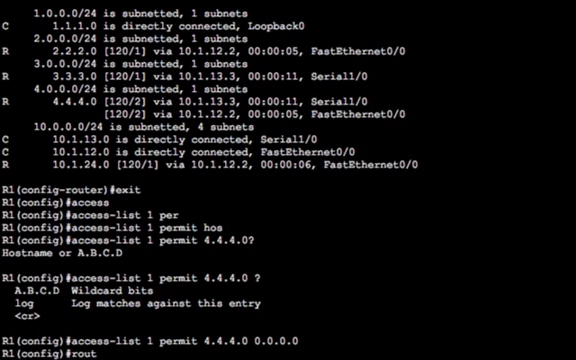 1.0.0.0/24 is subnetted, 1 subnets
C 1.1.1.0 is directly connected, Loopback0
2.0.0.0/24 is subnetted, 1 subnets
R 2.2.2.0 [120/1] via 10.1.12.2, 00:00:05, FastEthernet0/0
3.0.0.0/24 is subnetted, 1 subnets
R 3.3.3.0 [120/1] via 10.1.13.3, 00:00:11, Serial1/0
4.0.0.0/24 is subnetted, 1 subnets
R 4.4.4.0 [120/2] via 10.1.13.3, 00:00:11, Serial1/0
[120/2] via 10.1.12.2, 00:00:05, FastEthernet0/0
10.0.0.0/24 is subnetted, 4 subnets
C 10.1.13.0 is directly connected, Serial1/0
C 10.1.12.0 is directly connected, FastEthernet0/0
R 10.1.24.0 [120/1] via 10.1.12.2, 00:00:06, FastEthernet0/0
R1(config-router)#exit
R1(config)#access
R1(config)#access-list 1 per
R1(config)#access-list 1 permit hos
R1(config)#access-list 1 permit 4.4.4.0?
Hostname or A.B.C.D
R1(config)#access-list 1 permit 4.4.4.0 ?
A.B.C.D Wildcard bits
log Log matches against this entry
<cr>
R1(config)#access-list 1 permit 4.4.4.0 0.0.0.0
R1(config)#rout